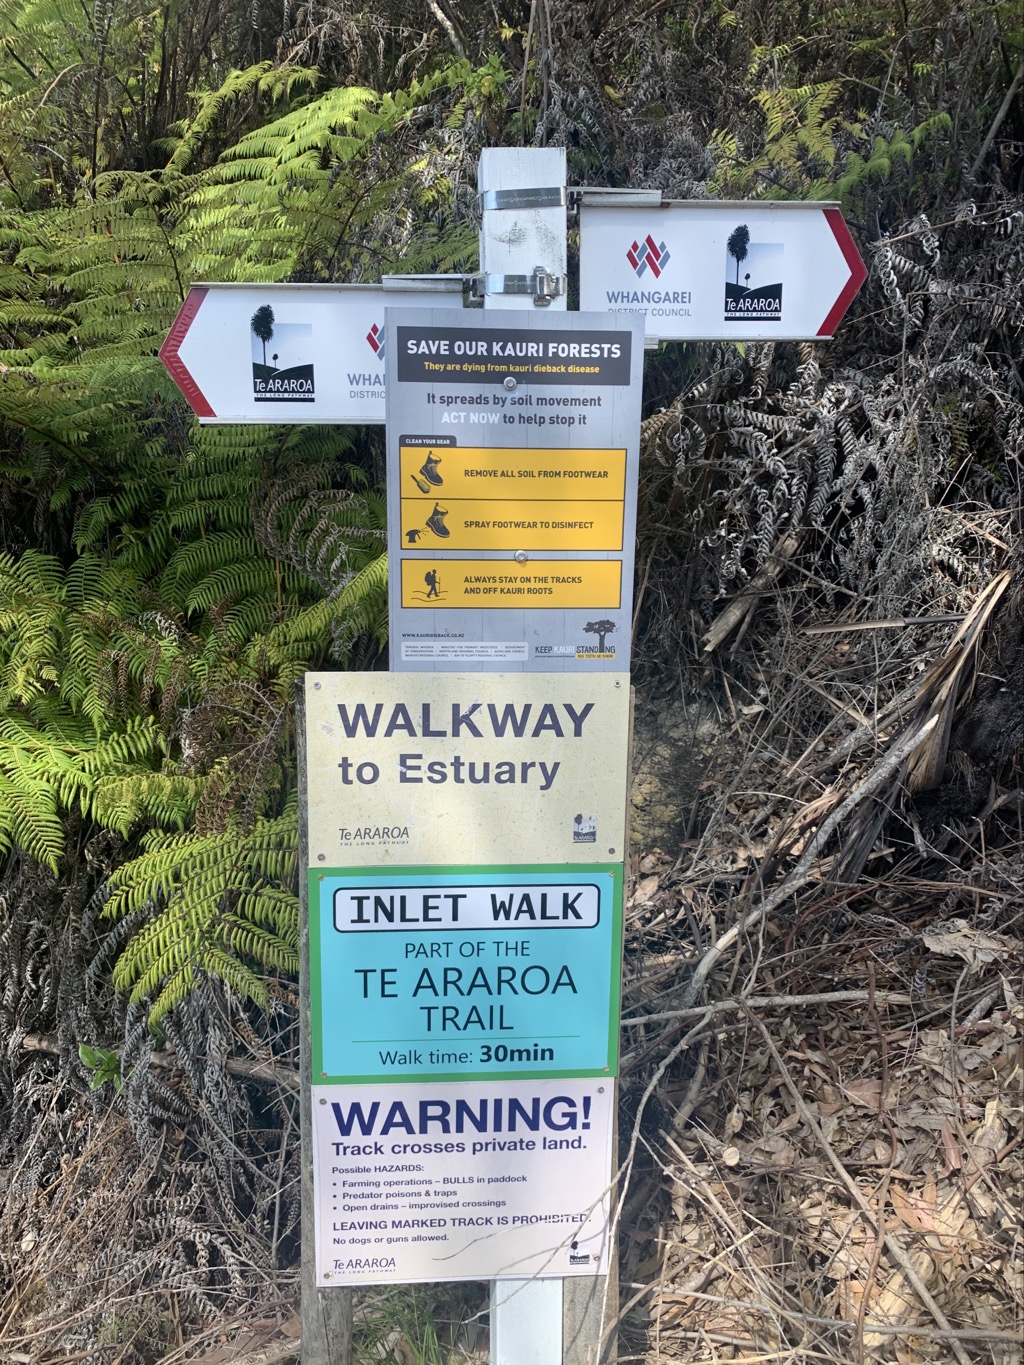 WHANGAREI
DISTRICT COUNCIL
TE ARAROA
THE LONG PATHWAY
TE ARAROA
THE LONG PATHWAY
WHA
DISTRIC
SAVE OUR KAURI FORESTS
They are dying from kauri dieback disease
It spreads by soil movement
ACT NOW to help stop it
CLEAN YOUR GEAR
REMOVE ALL SOIL FROM FOOTWEAR
SPRAY FOOTWEAR TO DISINFECT
ALWAYS STAY ON THE TRACKS
AND OFF KAURI ROOTS
WWW.KAURIDIEBACK.CO.NZ
KEEP KAURI STANDING
WALKWAY
to Estuary
Te ARAROA
THE LONG PATHWAY
TE ARAROA
INLET WALK
PART OF THE
TE ARAROA
TRAIL
Walk time: 30min
WARNING!
Track crosses private land.
Possible HAZARDS:
• Farming operations – BULLS in paddock
• Predator poisons & traps
• Open drains – improvised crossings
LEAVING MARKED TRACK IS PROHIBITED.
No dogs or guns allowed.
Te ARAROA
THE LONG PATHWAY